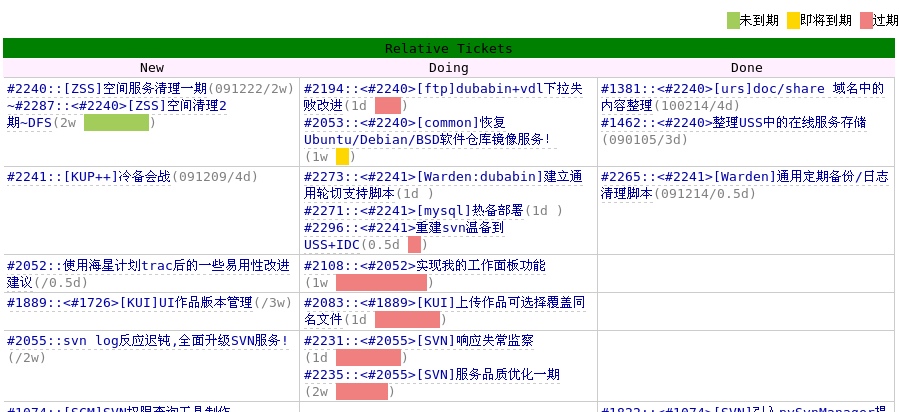 未到期 即将到期 过期
Relative Tickets
New Doing Done
#2240::[ZSS]空间服务清理一期(091222/2w)
~#2287::<#2240>[ZSS]空间清理2
期~DFS(2w )
#2194::<#2240>[ftp]dubabin+vdl下拉失
败改进(1d )
#2053::<#2240>[common]恢复
Ubuntu/Debian/BSD软件仓库镜像服务!
(1w )
#1381::<#2240>[urs]doc/share 域名中的
内容整理(100214/4d)
#1462::<#2240>整理USS中的在线服务存储
(090105/3d)
#2241::[KUP++]冷备会战(091209/4d)
#2273::<#2241>[Warden:dubabin]建立通
用轮切支持脚本(1d )
#2271::<#2241>[mysql]热备部署(1d )
#2296::<#2241>重建svn温备到
USS+IDC(0.5d )
#2265::<#2241>[Warden]通用定期备份/日志
清理脚本(091214/0.5d)
#2052::使用海星计划trac后的一些易用性改进
建议(/0.5d)
#2108::<#2052>实现我的工作面板功能
(1w )
#1889::<#1726>[KUI]UI作品版本管理(/3w)
#2083::<#1889>[KUI]上传作品可选择覆盖同
名文件(1d )
#2055::svn log反应迟钝,全面升级SVN服务!
(/2w)
#2231::<#2055>[SVN]响应失常监察
(1d )
#2235::<#2055>[SVN]服务品质优化一期
(2w )
#1074::[SCM]SVN权限查询工具制作
#1822::<#1074>[SVN]引入pySvnManager提